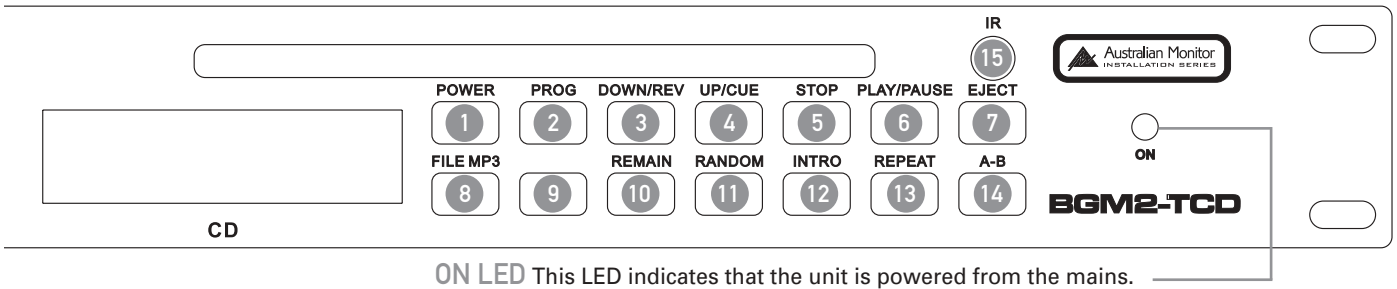 IR
15
Australian Monitor
INSTALLATION SERIES
POWER PROG DOWN/REV UP/CUE STOP PLAY/PAUSE EJECT
1 2 3 4 5 6 7
ON
FILE MP3 REMAIN RANDOM INTRO REPEAT A-B
8 9 10 11 12 13 14
BGM2-TCD
CD
ON LED This LED indicates that the unit is powered from the mains.